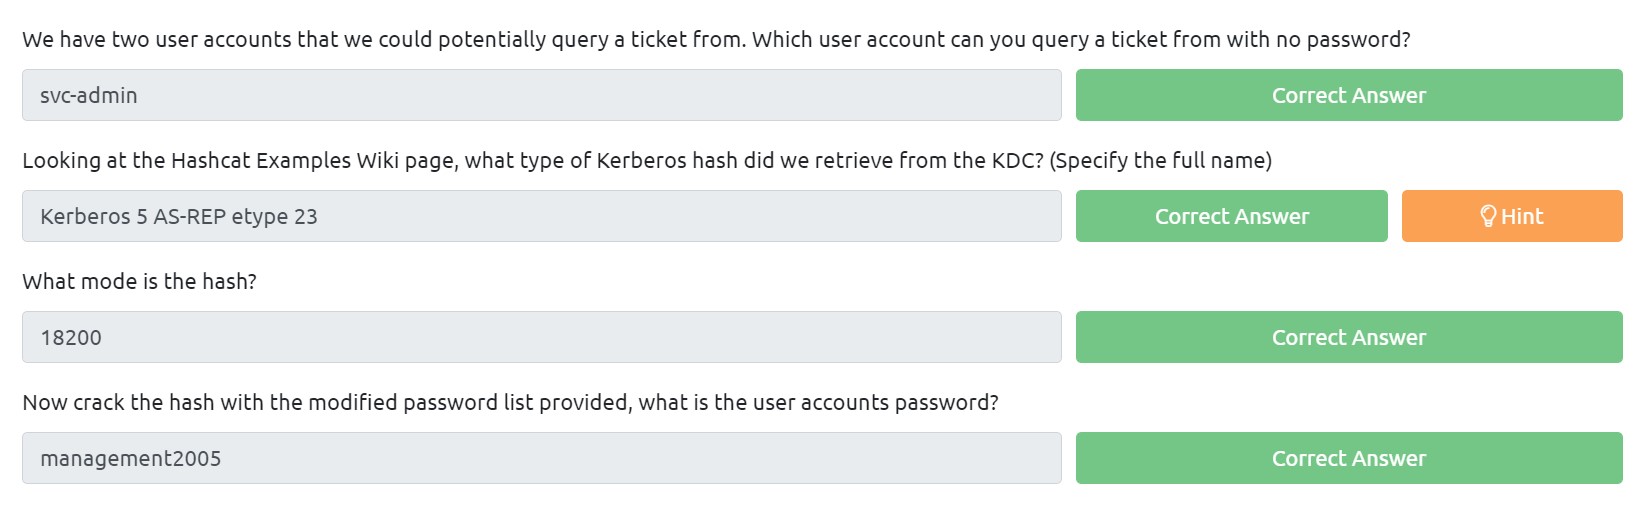 We have two user accounts that we could potentially query a ticket from. Which user account can you query a ticket from with no password?
svc-admin
Correct Answer
Looking at the Hashcat Examples Wiki page, what type of Kerberos hash did we retrieve from the KDC? (Specify the full name)
Kerberos 5 AS-REP etype 23
Correct Answer
Hint
What mode is the hash?
18200
Correct Answer
Now crack the hash with the modified password list provided, what is the user accounts password?
management2005
Correct Answer